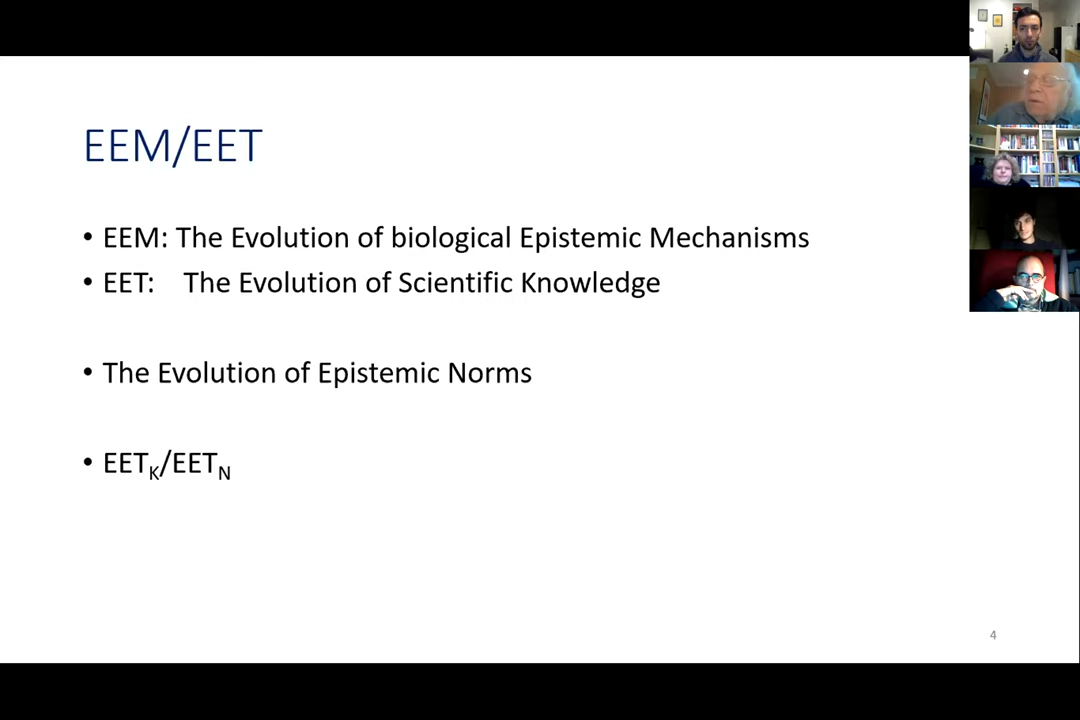 EEM/EET
• EEM: The Evolution of biological Epistemic Mechanisms
• EET: The Evolution of Scientific Knowledge
• The Evolution of Epistemic Norms
• EETK/EETN
4